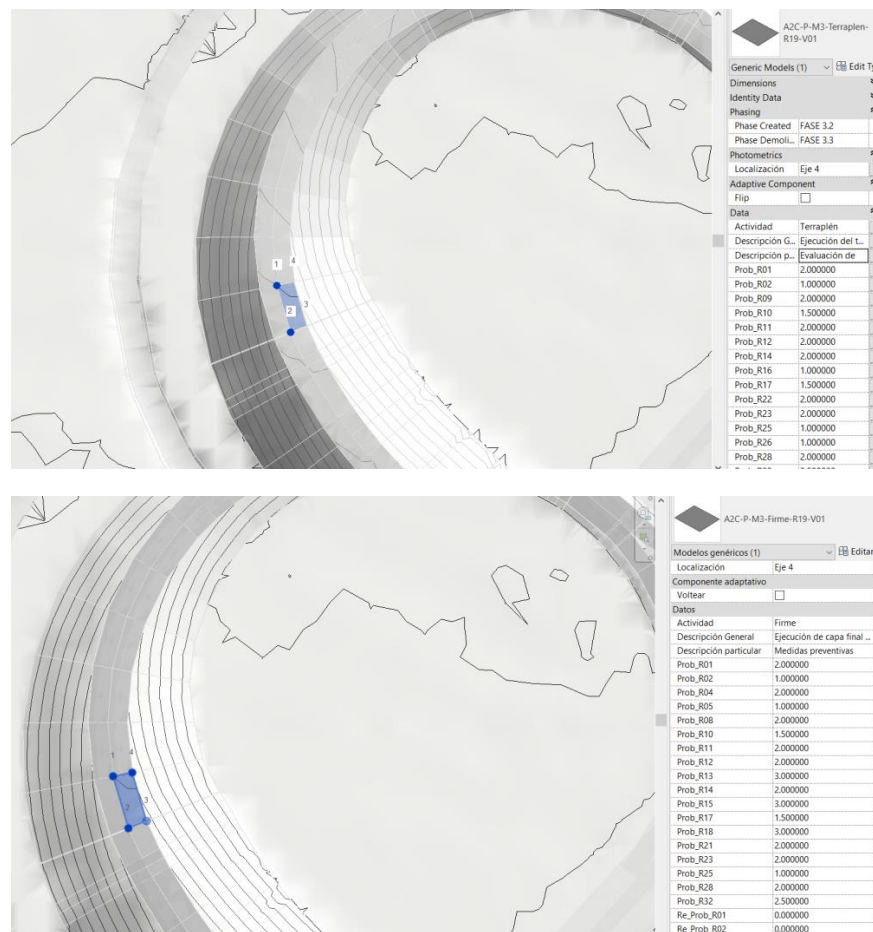 A2C-P-M3-Terraplen-
R19-V01
Generic Models (1) Edit Ty
Dimensions
Identity Data
Phasing
Phase Created FASE 3.2
Phase Demoli... FASE 3.3
Photometrics
Localización Eje 4
Adaptive Component
Flip
Data
Actividad Terraplén
Descripción G... Ejecución del t...
Descripción p... Evaluación de
Prob_R01 2.000000
Prob_R02 1.000000
Prob_R09 2.000000
Prob_R10 1.500000
Prob_R11 2.000000
Prob_R12 2.000000
Prob_R14 2.000000
Prob_R16 1.000000
Prob_R17 1.500000
Prob_R22 2.000000
Prob_R23 2.000000
Prob_R25 1.000000
Prob_R26 1.000000
Prob_R28 2.000000
1 4
3
2
A2C-P-M3-Firme-R19-V01
Modelos genéricos (1) Editar
Localización Eje 4
Componente adaptativo
Voltear
Datos
Actividad Firme
Descripción General Ejecución de capa final ...
Descripción particular Medidas preventivas
Prob_R01 2.000000
Prob_R02 1.000000
Prob_R04 2.000000
Prob_R05 1.000000
Prob_R08 2.000000
Prob_R10 1.500000
Prob_R11 2.000000
Prob_R12 2.000000
Prob_R13 3.000000
Prob_R14 2.000000
Prob_R15 3.000000
Prob_R17 1.500000
Prob_R18 3.000000
Prob_R21 2.000000
Prob_R23 2.000000
Prob_R25 1.000000
Prob_R28 2.000000
Prob_R32 2.500000
Re_Prob_R01 0.000000
Re_Prob_R02 0.000000
1 4
3
2